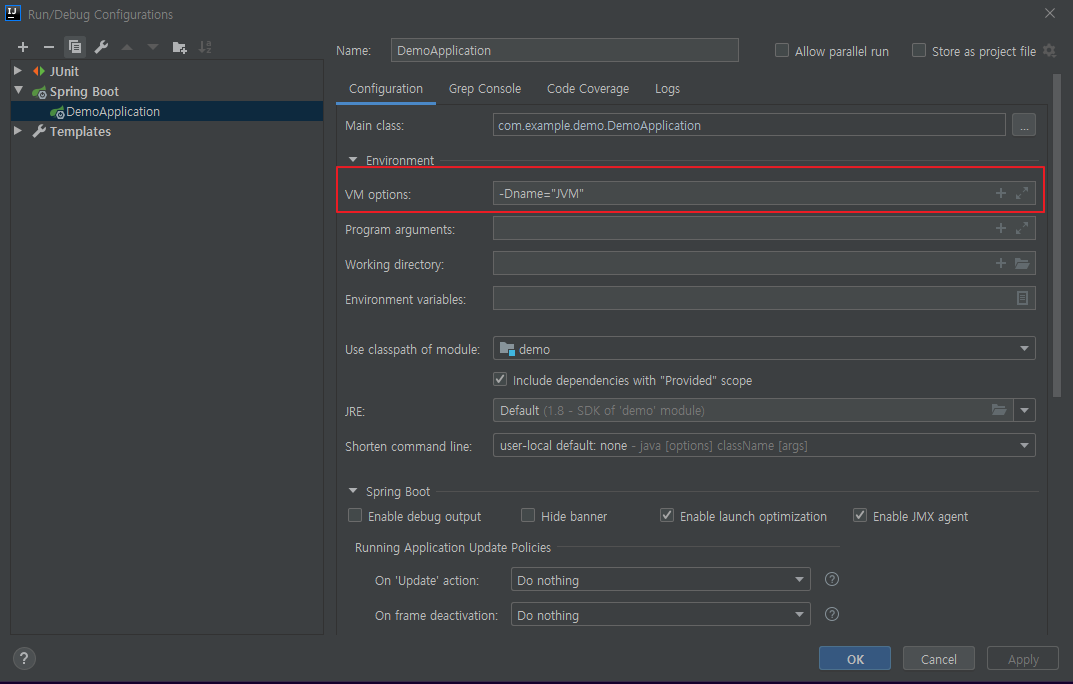 Run/Debug Configurations
Name: DemoApplication Allow parallel run Store as project file
JUnit
Spring Boot
DemoApplication
Templates
Configuration Grep Console Code Coverage Logs
Main class: com.example.demo.DemoApplication ...
Environment
VM options: -Dname="JVM"
Program arguments:
Working directory:
Environment variables:
Use classpath of module: demo
Include dependencies with "Provided" scope
JRE: Default (1.8 - SDK of 'demo' module)
Shorten command line: user-local default: none - java [options] className [args]
Spring Boot
Enable debug output Hide banner Enable launch optimization Enable JMX agent
Running Application Update Policies
On 'Update' action: Do nothing ?
On frame deactivation: Do nothing ?
? OK Cancel Apply